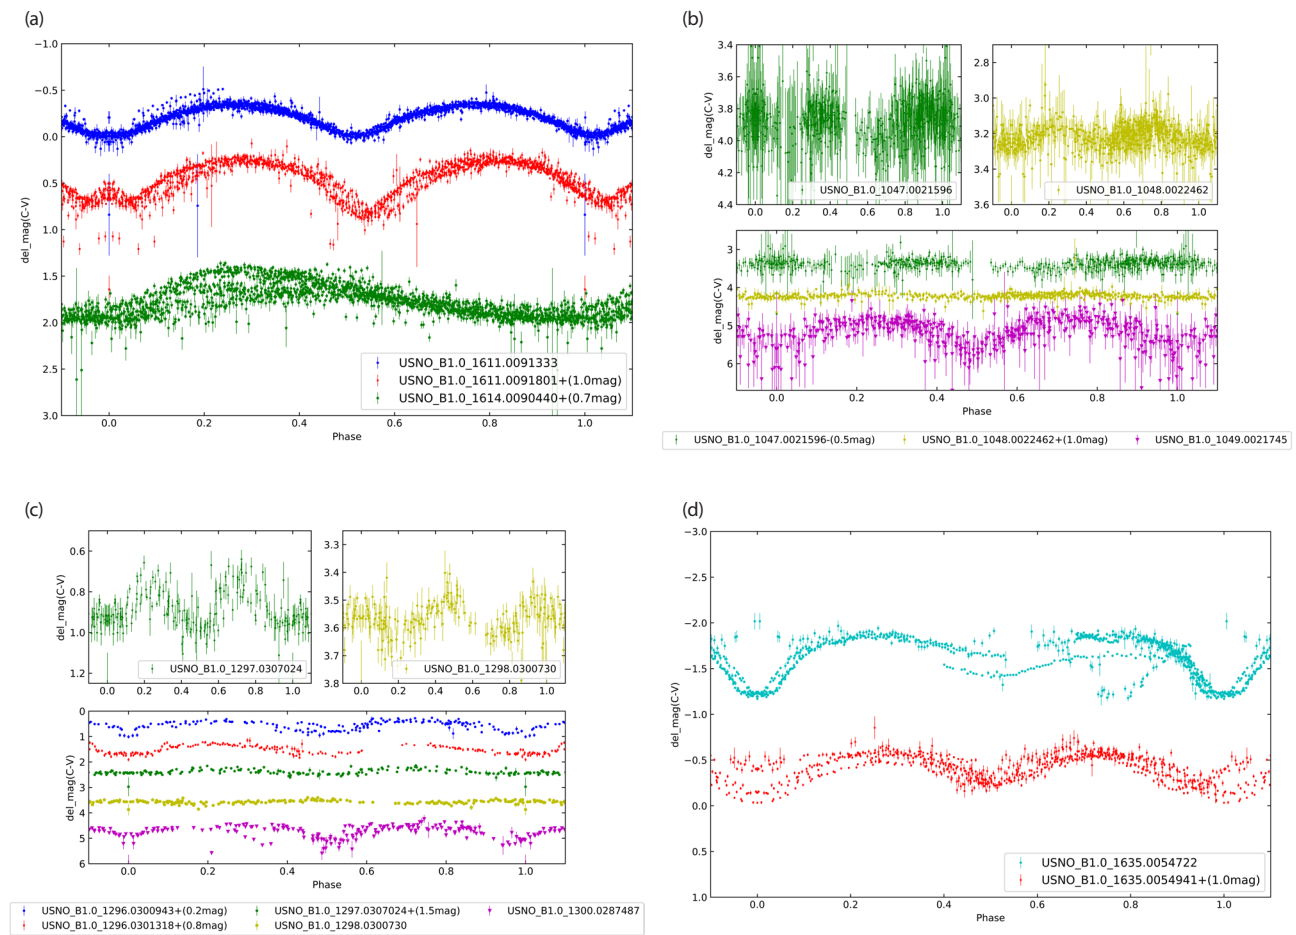 (a)
−1.0
−0.5
0.0
0.5
1.0
1.5
2.0
2.5
3.0
del_mag(C-V)
0.0 0.2 0.4 0.6 0.8 1.0
Phase
USNO_B1.0_1611.0091333
USNO_B1.0_1611.0091801+(1.0mag)
USNO_B1.0_1614.0090440+(0.7mag)
(b)
3.4
3.6
3.8
4.0
4.2
4.4
del_mag(C-V)
0.0 0.2 0.4 0.6 0.8 1.0
USNO_B1.0_1047.0021596
2.8
3.0
3.2
3.4
3.6
0.0 0.2 0.4 0.6 0.8 1.0
USNO_B1.0_1048.0022462
3
4
5
6
del_mag(C-V)
0.0 0.2 0.4 0.6 0.8 1.0
Phase
USNO_B1.0_1047.0021596-(0.5mag) USNO_B1.0_1048.0022462+(1.0mag) USNO_B1.0_1049.0021745
(c)
0.6
0.8
1.0
1.2
del_mag(C-V)
0.0 0.2 0.4 0.6 0.8 1.0
USNO_B1.0_1297.0307024
3.3
3.4
3.5
3.6
3.7
3.8
0.0 0.2 0.4 0.6 0.8 1.0
USNO_B1.0_1298.0300730
0
1
2
3
4
5
6
del_mag(C-V)
0.0 0.2 0.4 0.6 0.8 1.0
Phase
USNO_B1.0_1296.0300943+(0.2mag) USNO_B1.0_1297.0307024+(1.5mag) USNO_B1.0_1300.0287487
USNO_B1.0_1296.0301318+(0.8mag) USNO_B1.0_1298.0300730
(d)
−3.0
−2.5
−2.0
−1.5
−1.0
−0.5
0.0
0.5
1.0
del_mag(C-V)
0.0 0.2 0.4 0.6 0.8 1.0
Phase
USNO_B1.0_1635.0054722
USNO_B1.0_1635.0054941+(1.0mag)